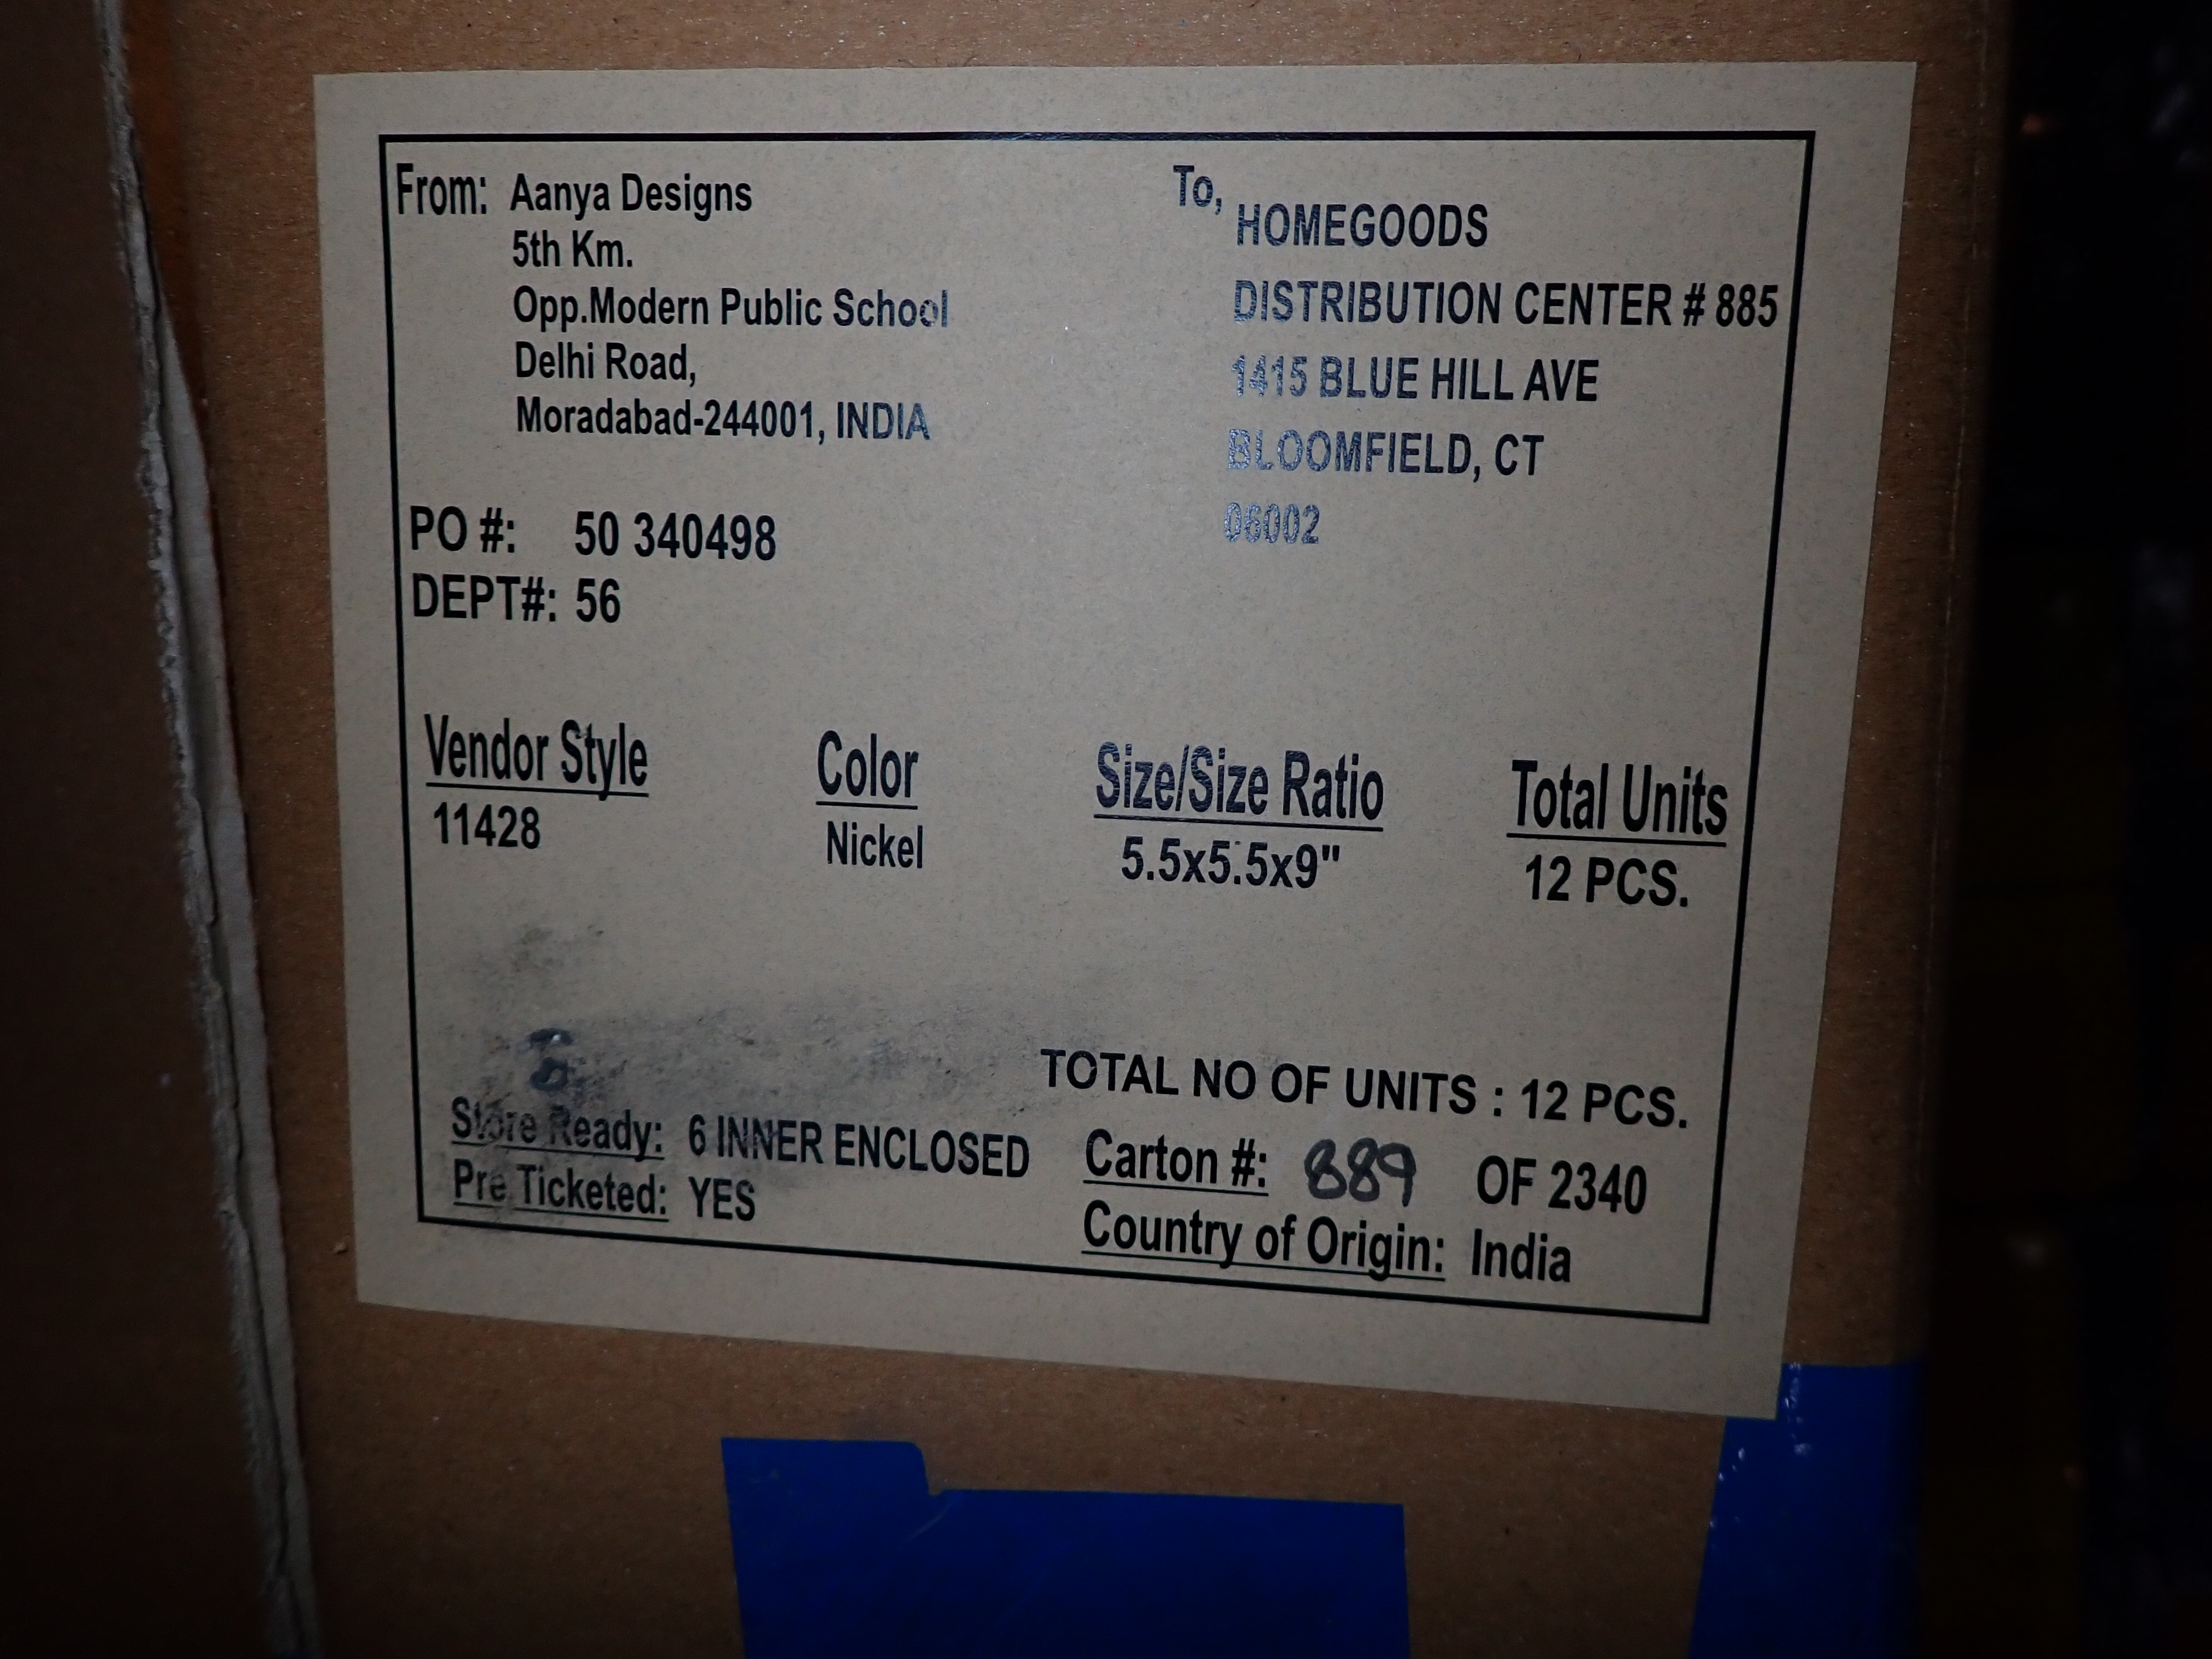 From: Aanya Designs
5th Km.
Opp.Modern Public School
Delhi Road,
Moradabad-244001, INDIA
To,
HOMEGOODS
DISTRIBUTION CENTER # 885
1415 BLUE HILL AVE
BLOOMFIELD, CT
06002
PO #: 50 340498
DEPT#: 56
Vendor Style Color Size/Size Ratio Total Units
11428 Nickel 5.5x5.5x9" 12 PCS.
TOTAL NO OF UNITS : 12 PCS.
Store Ready: 6 INNER ENCLOSED Carton #: 889 OF 2340
Pre Ticketed: YES Country of Origin: India